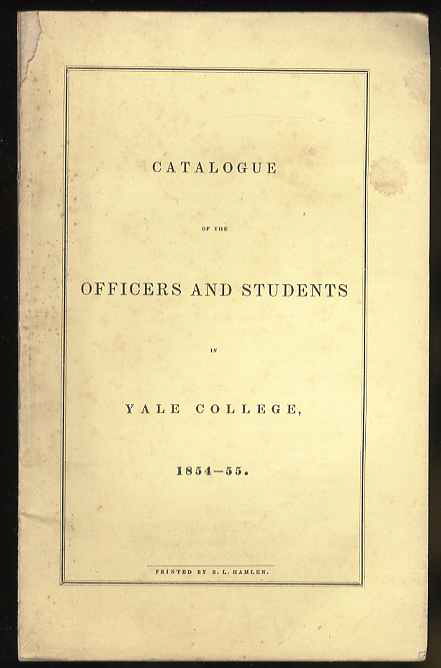 CATALOGUE
OF THE
OFFICERS AND STUDENTS
IN
YALE COLLEGE,
1854–55.
PRINTED BY B. L. HAMLEN.